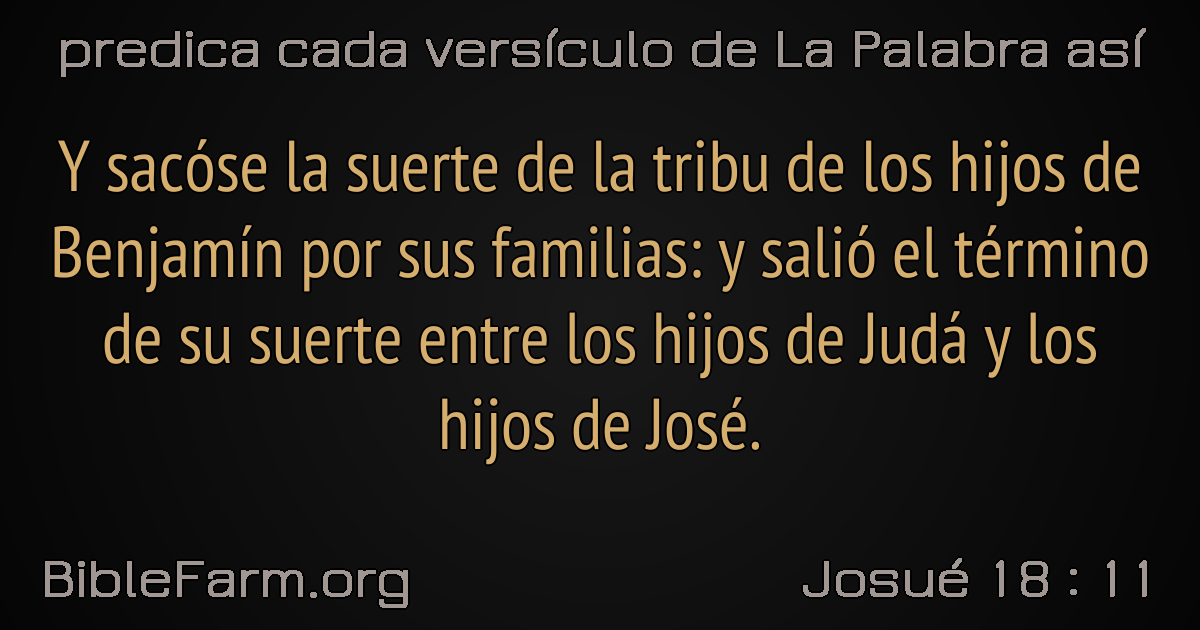 predica cada versículo de La Palabra así
Y sacóse la suerte de la tribu de los hijos de
Benjamín por sus familias: y salió el término
de su suerte entre los hijos de Judá y los
hijos de José.
BibleFarm.org
Josué 18 : 11